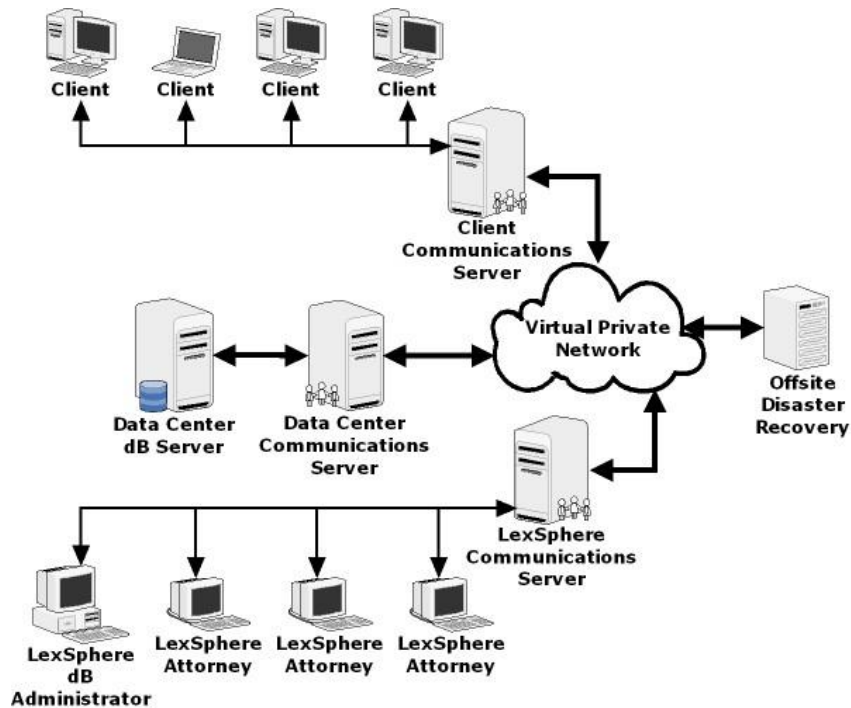 Client
Client
Client
Client
Client
Communications
Server
Virtual Private
Network
Offsite
Disaster
Recovery
Data Center
dB Server
Data Center
Communications
Server
LexSphere
Communications
Server
LexSphere
dB
Administrator
LexSphere
Attorney
LexSphere
Attorney
LexSphere
Attorney